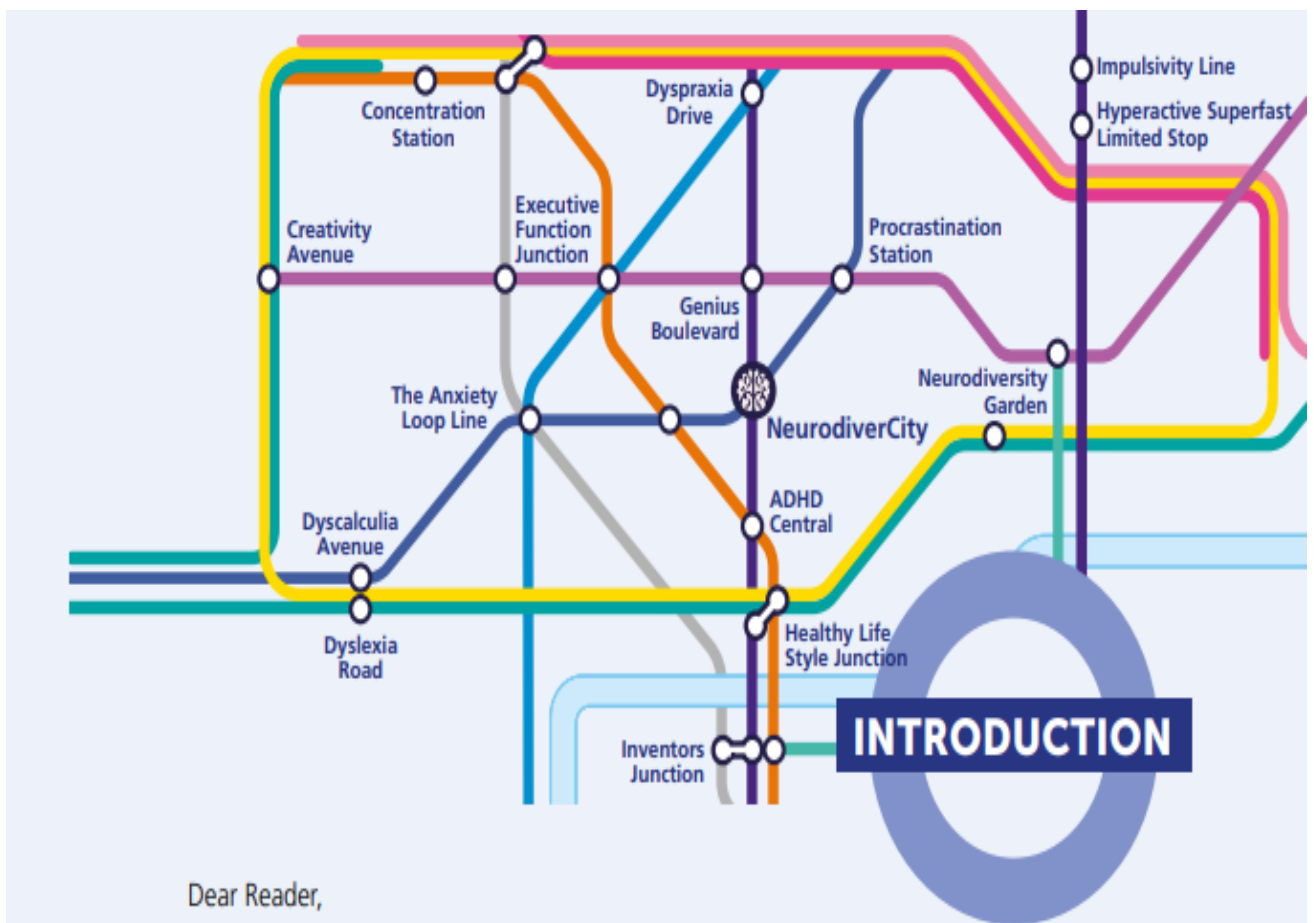 Impulsivity Line
Hyperactive Superfast
Limited Stop
Concentration
Station
Dyspraxia
Drive
Creativity
Avenue
Executive
Function
Junction
Procrastination
Station
Genius
Boulevard
The Anxiety
Loop Line
Neurodiversity
Garden
NeurodiverCity
ADHD
Central
Dyscalculia
Avenue
Dyslexia
Road
Healthy Life
Style Junction
Inventors
Junction
INTRODUCTION
Dear Reader,